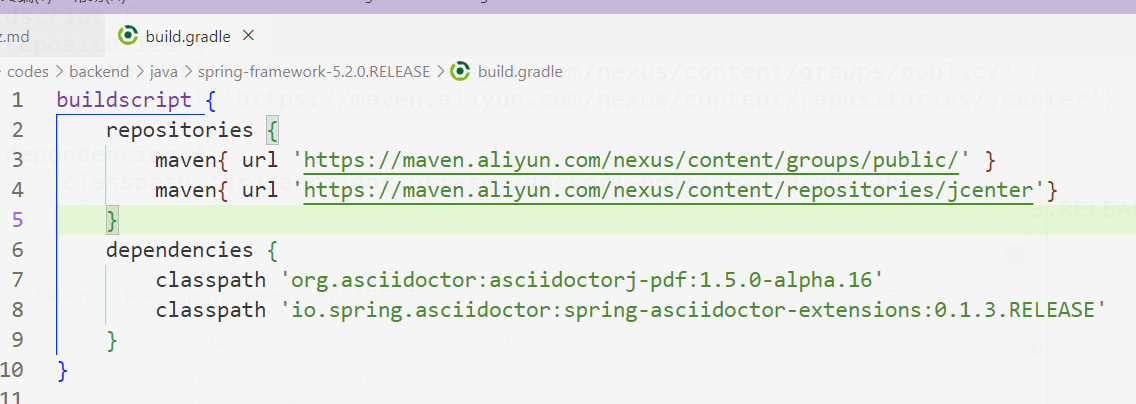 z.md
build.gradle ×
codes > backend > java > spring-framework-5.2.0.RELEASE > build.gradle
1 buildscript {
2 repositories {
3 maven{ url 'https://maven.aliyun.com/nexus/content/groups/public/' }
4 maven{ url 'https://maven.aliyun.com/nexus/content/repositories/jcenter'}
5 }
6 dependencies {
7 classpath 'org.asciidoctor:asciidoctorj-pdf:1.5.0-alpha.16'
8 classpath 'io.spring.asciidoctor:spring-asciidoctor-extensions:0.1.3.RELEASE'
9 }
10 }
11